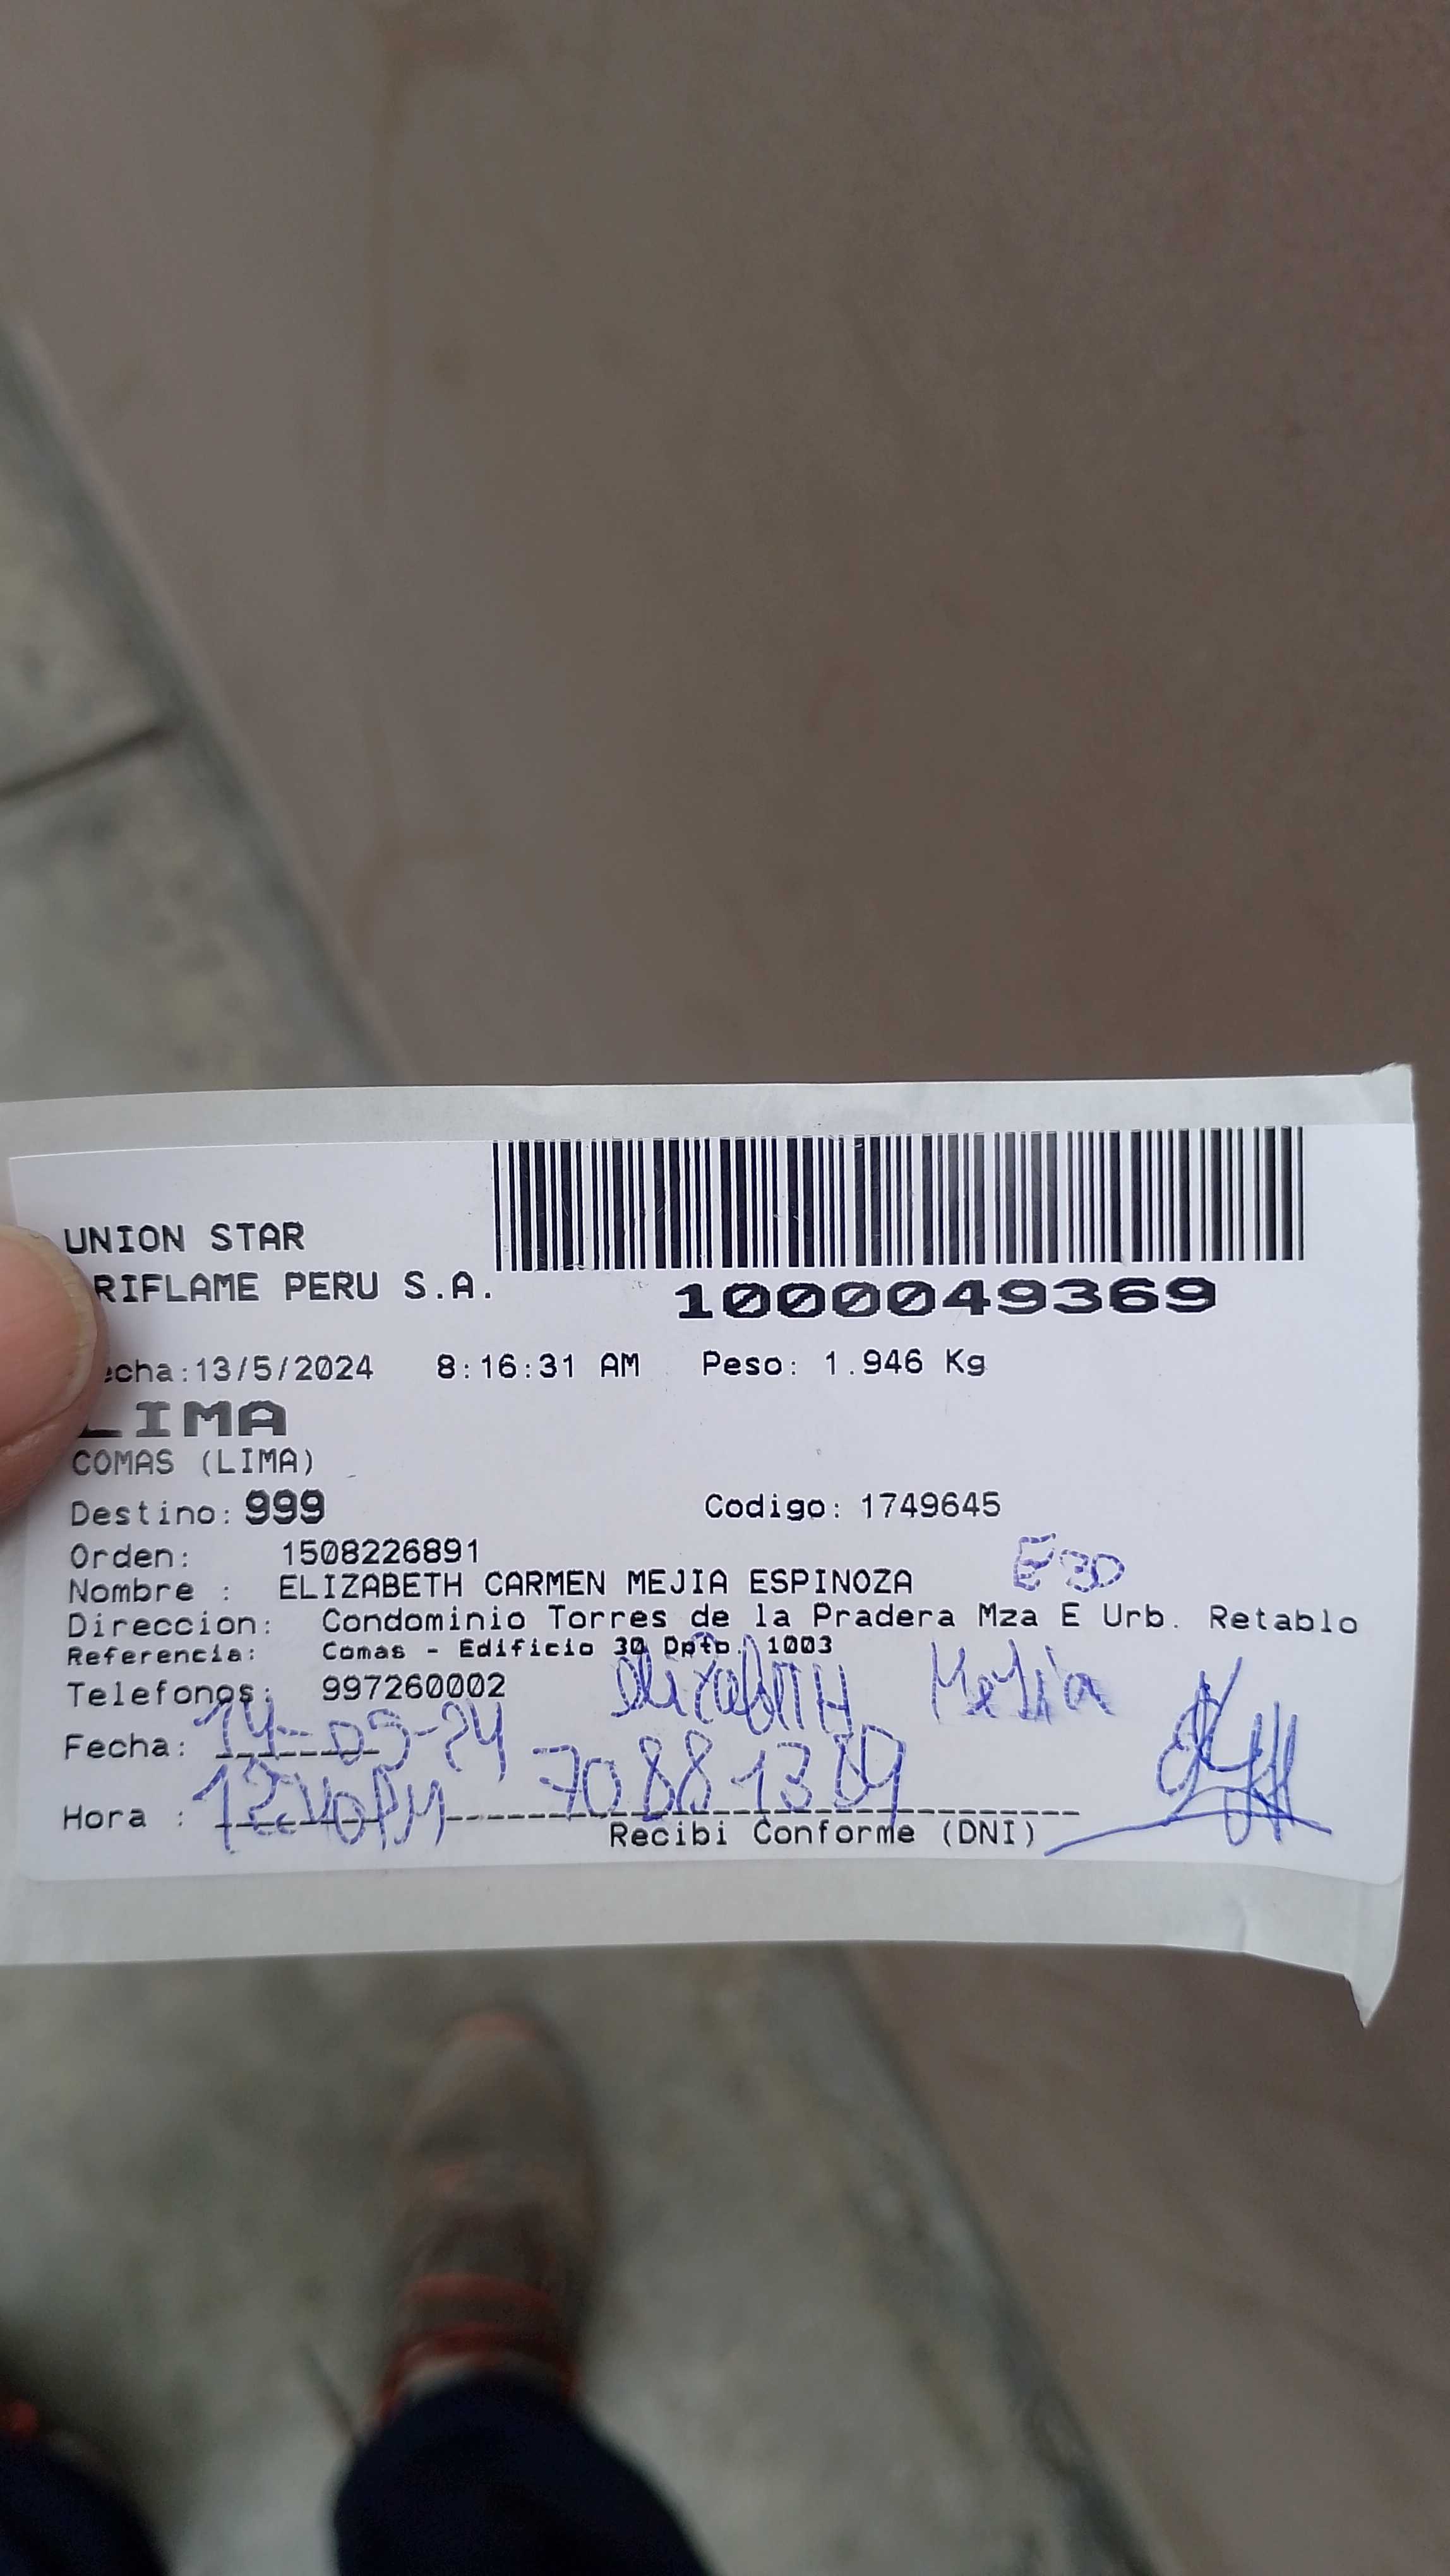 UNION STAR
RIFLAME PERU S.A.
1000049369
echa:13/5/2024 8:16:31 AM Peso: 1.946 Kg
LIMA
COMAS (LIMA)
Destino: 999 Codigo: 1749645
Orden: 1508226891
E30
Nombre : ELIZABETH CARMEN MEJIA ESPINOZA
Direccion: Condominio Torres de la Pradera Mza E Urb. Retablo
Referencia: Comas - Edificio 30 Dpto. 1003
Telefonos: 997260002 elizabETH Mejia
Fecha: 14-05-24
Hora : 12:40PM 70881389
Recibi Conforme (DNI)